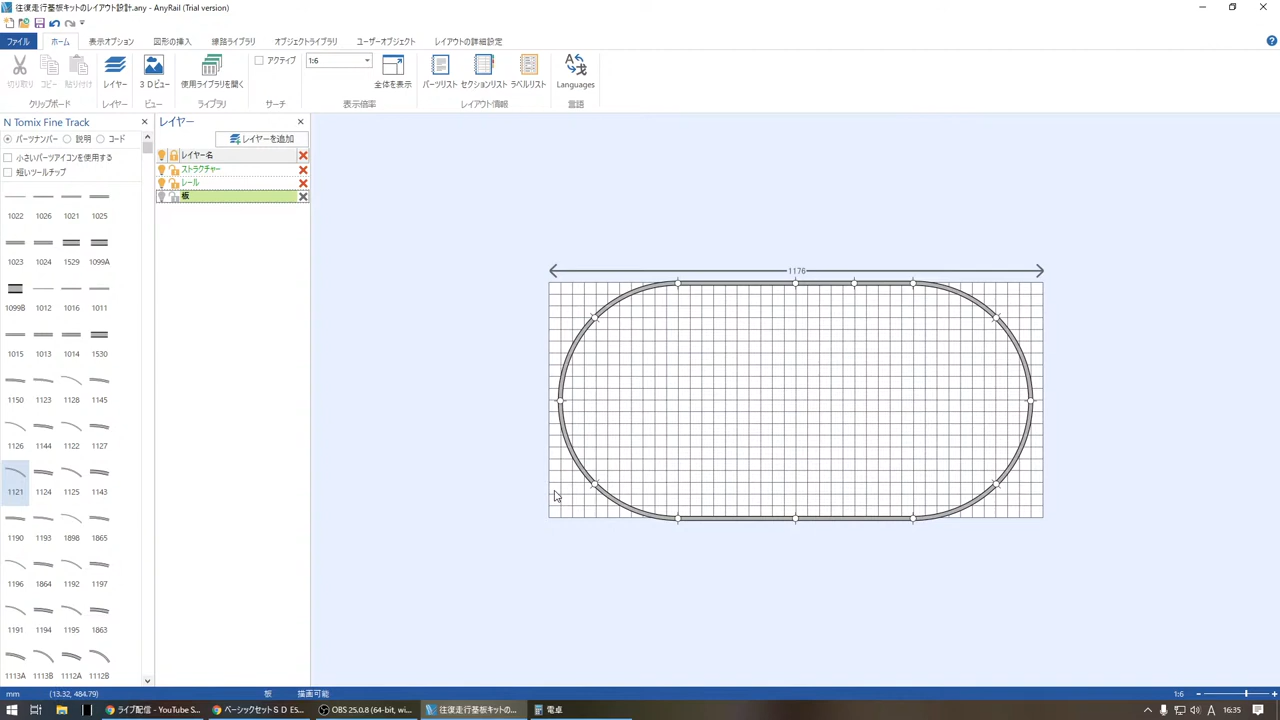 往復走行基板キットのレイアウト設計.any - AnyRail (Trial version)
ファイル ホーム 表示オプション 図形の挿入 線路ライブラリ オブジェクトライブラリ ユーザーオブジェクト レイアウトの詳細設定
切り取り コピー 貼り付け レイヤー 3Dビュー 使用ライブラリを開く アクティブ 1:6 全体を表示 パーツリスト セクションリスト ラベルリスト Languages
クリップボード レイヤー ビュー ライブラリ サーチ 表示倍率 レイアウト情報 言語
N Tomix Fine Track
パーツナンバー 説明 コード
小さいパーツアイコンを使用する
短いツールチップ
1022 1026 1021 1025
1023 1024 1529 1099A
1099B 1012 1016 1011
1015 1013 1014 1530
1150 1123 1128 1145
1126 1144 1122 1127
1121 1124 1125 1143
1190 1193 1898 1865
1196 1864 1192 1197
1191 1194 1195 1863
1113A 1113B 1112A 1112B
レイヤー
レイヤーを追加
レイヤー名
ストラクチャー
レール
板
1176
mm (13.32, 484.79) 板 描画可能 1:6
ライブ配信 - YouTube S... ベーシックセットSD ES... OBS 25.0.8 (64-bit, wi... 往復走行基板キットの... 電卓 A 16:35